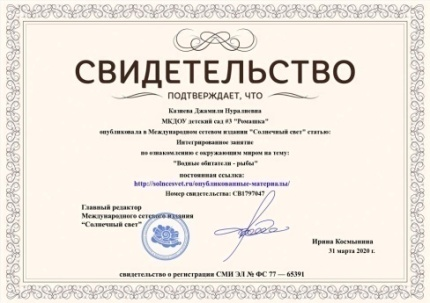 СВИДЕТЕЛЬСТВО
ПОДТВЕРЖДАЕТ, ЧТО
Казиева Джамиля Нуралиевна
МКДОУ детский сад #3 "Ромашка"
опубликовала в Международном сетевом издании "Солнечный свет" статью:
Интегрированное занятие
по ознакомлению с окружающим миром на тему:
"Водные обитатели - рыбы"
постоянная ссылка:
http://solncesvet.ru/опубликованные-материалы/
Номер свидетельства: СВ1797047
Главный редактор
Международного сетевого издания
"Солнечный свет"
Ирина Космынина
31 марта 2020 г.
свидетельство о регистрации СМИ ЭЛ № ФС 77 — 65391